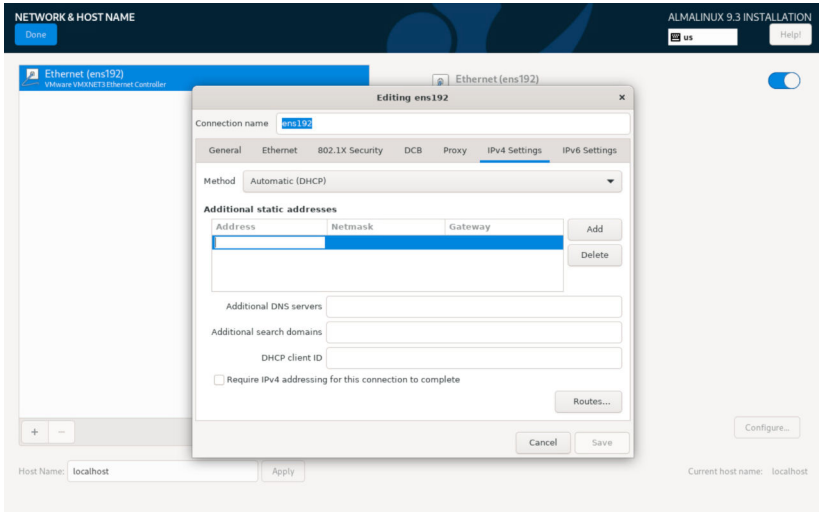 NETWORK & HOST NAME
ALMALINUX 9.3 INSTALLATION
Done
us
Help!
Ethernet (ens192)
VMware VMXNET3 Ethernet Controller
Ethernet (ens192)
Editing ens192
Connection name ens192
General Ethernet 802.1X Security DCB Proxy IPv4 Settings IPv6 Settings
Method Automatic (DHCP)
Additional static addresses
Address Netmask Gateway
Add
Delete
Additional DNS servers
Additional search domains
DHCP client ID
Require IPv4 addressing for this connection to complete
Routes...
Cancel Save
+ −
Configure...
Host Name: localhost Apply
Current host name: localhost